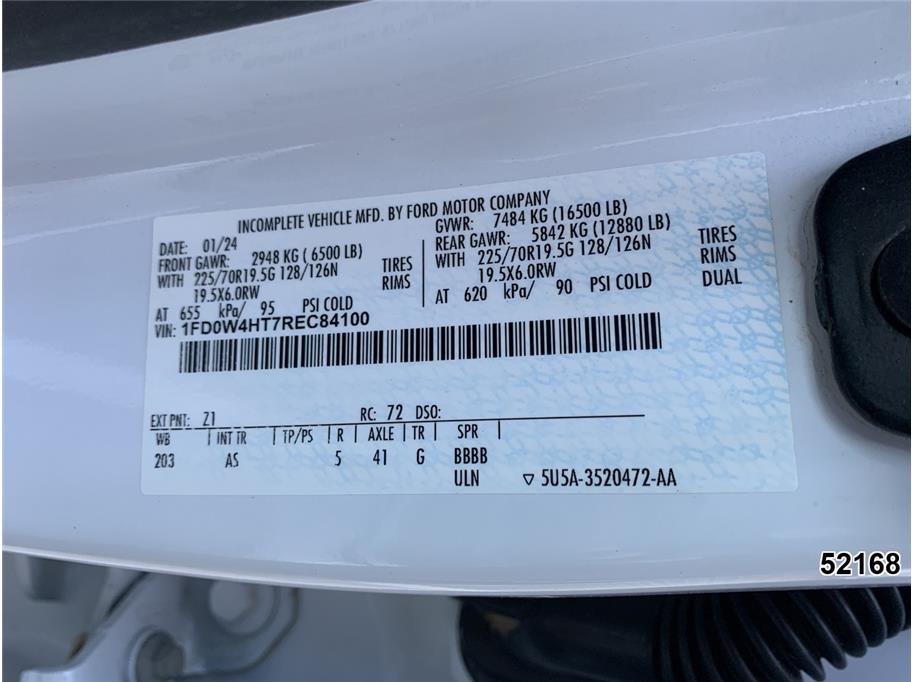 INCOMPLETE VEHICLE MFD. BY FORD MOTOR COMPANY
DATE: 01/24 GVWR: 7484 KG (16500 LB)
FRONT GAWR: 2948 KG ( 6500 LB) REAR GAWR: 5842 KG (12880 LB)
WITH 225/70R19.5G 128/126N TIRES WITH 225/70R19.5G 128/126N TIRES
19.5X6.0RW RIMS 19.5X6.0RW RIMS
AT 655 kPa/ 95 PSI COLD AT 620 kPa/ 90 PSI COLD DUAL
VIN: 1FD0W4HT7REC84100
EXT PNT: Z1 RC: 72 DSO:
WB INT TR TP/PS R AXLE TR SPR
203 AS 5 41 G BBBB
ULN ▽ 5U5A-3520472-AA
52168